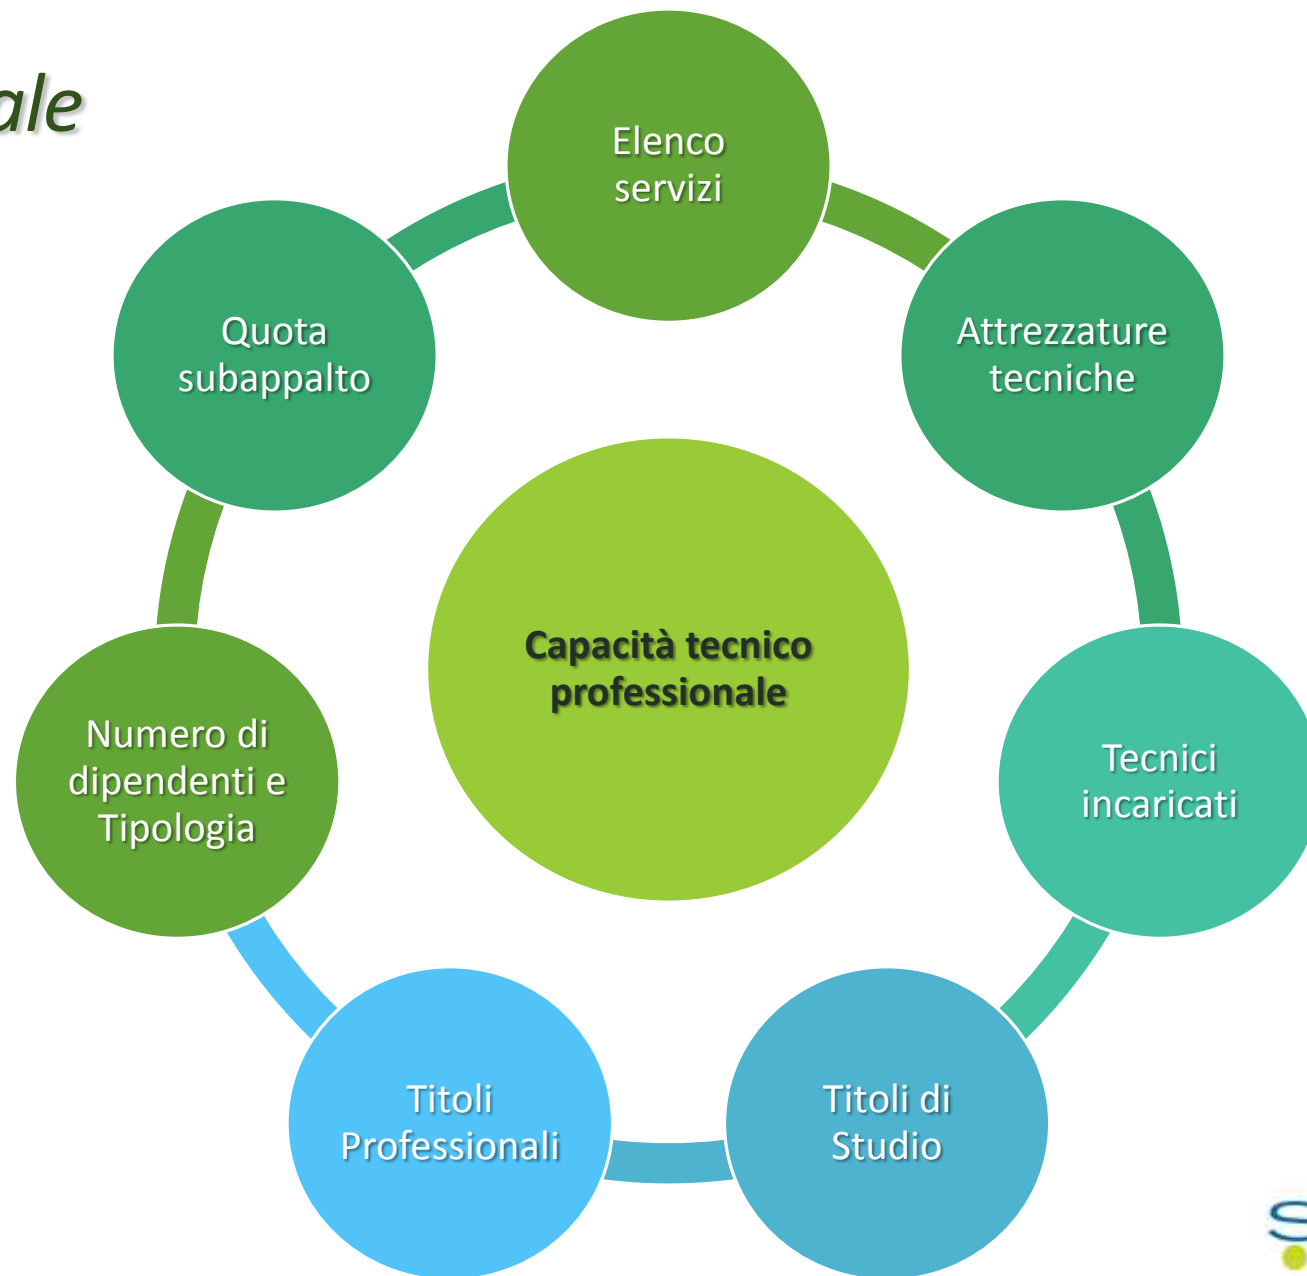 ale
Elenco
servizi
Attrezzature
tecniche
Tecnici
incaricati
Titoli di
Studio
Titoli
Professionali
Numero di
dipendenti e
Tipologia
Quota
subappalto
Capacità tecnico
professionale